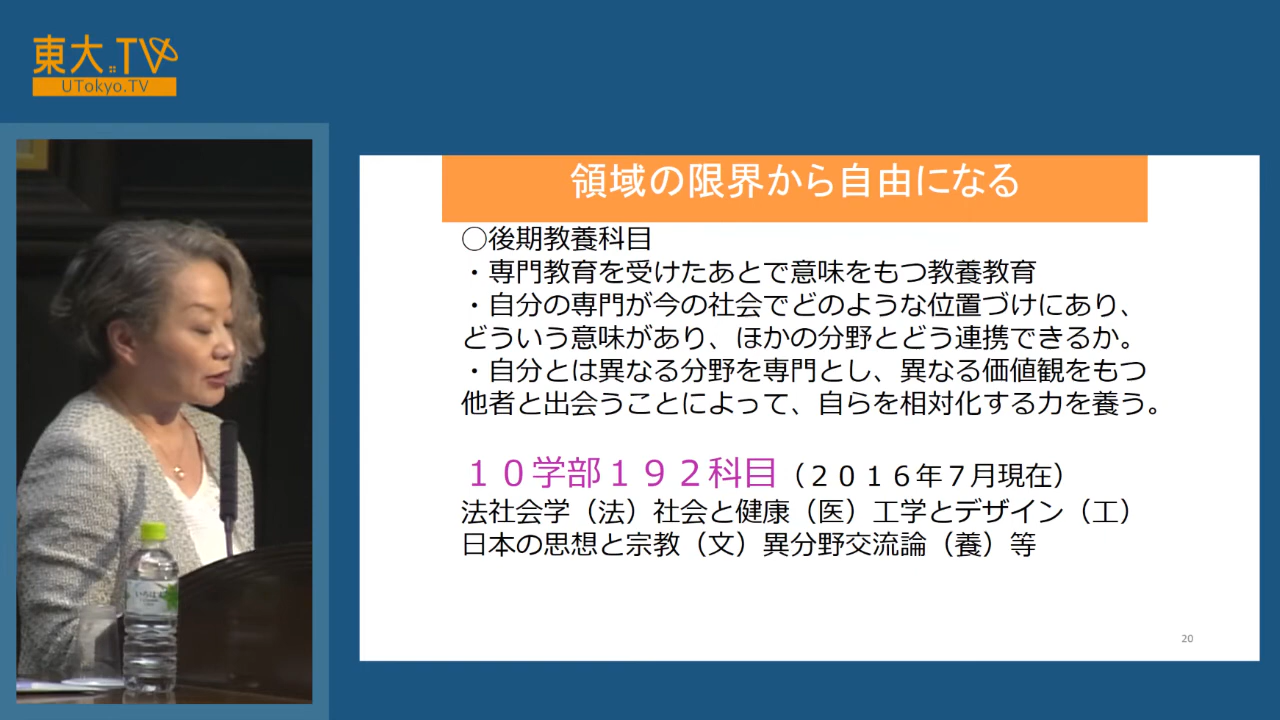 東大.TV
UTokyo.TV
領域の限界から自由になる
○後期教養科目
・専門教育を受けたあとで意味をもつ教養教育
・自分の専門が今の社会でどのような位置づけにあり、
どういう意味があり、ほかの分野とどう連携できるか。
・自分とは異なる分野を専門とし、異なる価値観をもつ
他者と出会うことによって、自らを相対化する力を養う。
１０学部１９２科目（２０１６年７月現在）
法社会学（法）社会と健康（医）工学とデザイン（工）
日本の思想と宗教（文）異分野交流論（養）等
20